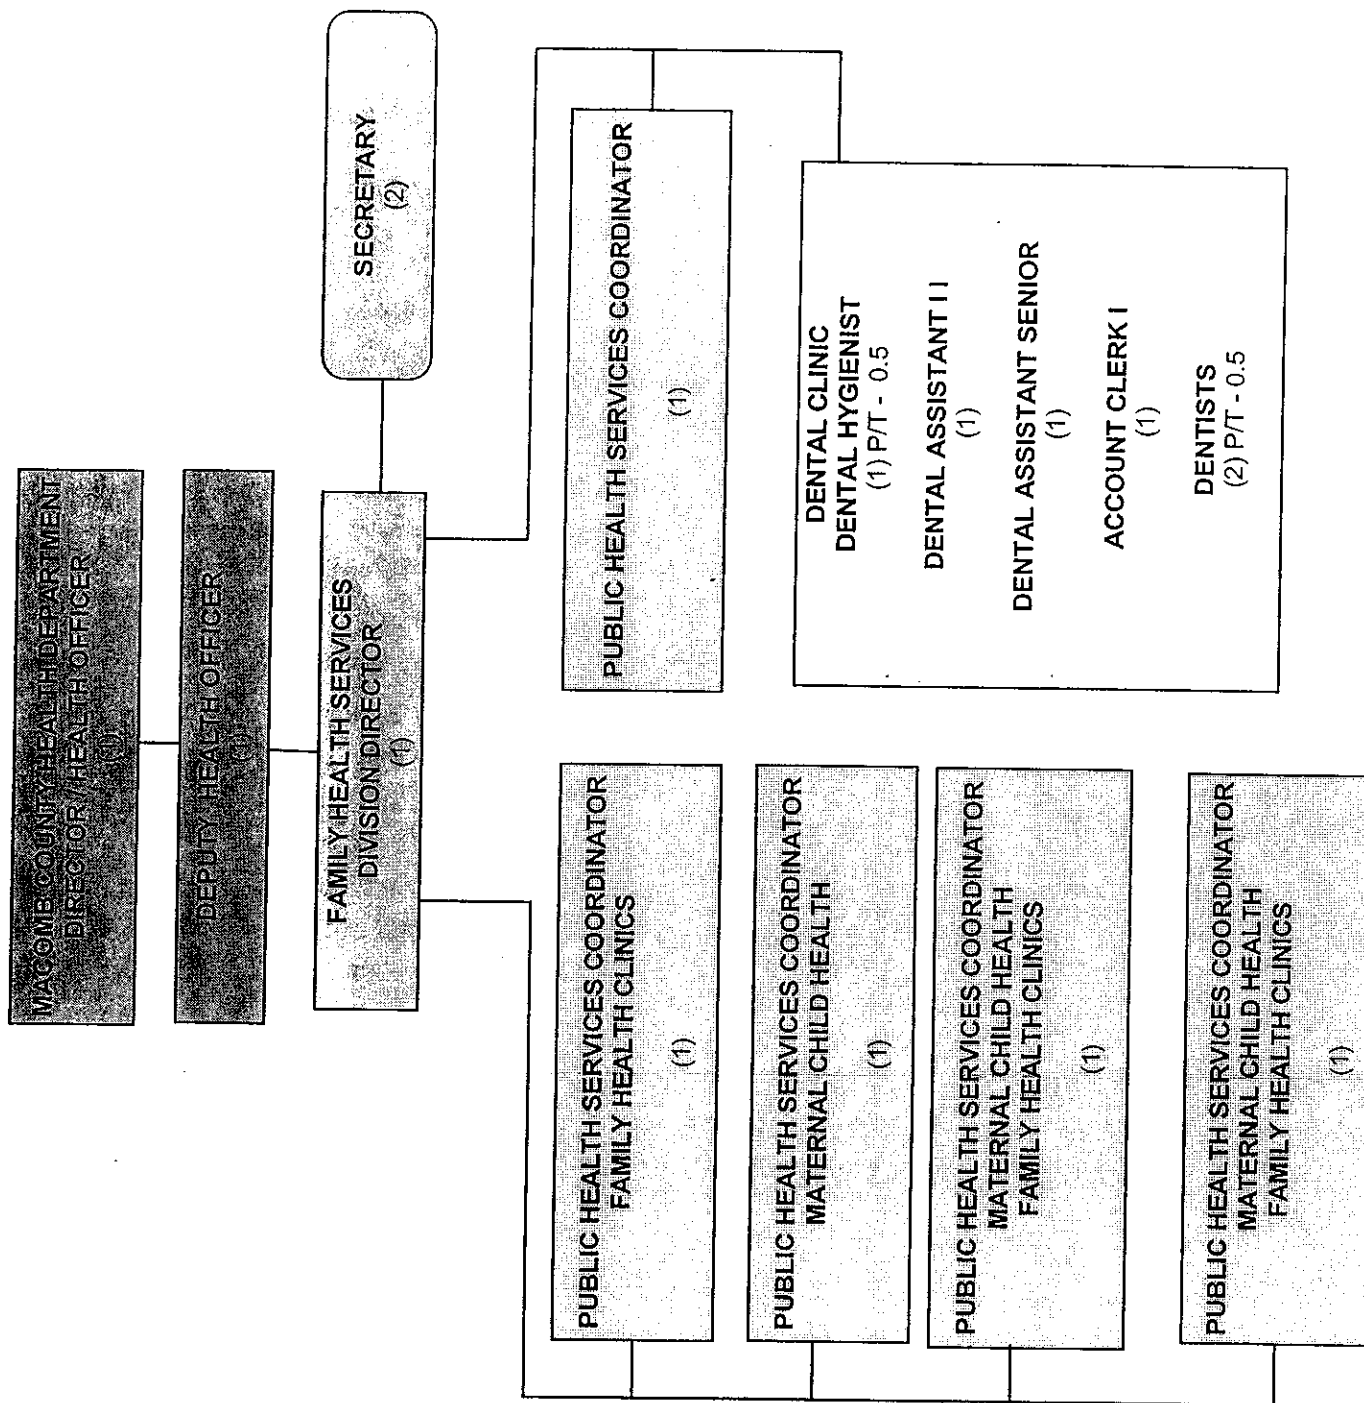 MACOMB COUNTY HEALTH DEPARTMENT
DIRECTOR / HEALTH OFFICER
(1)
DEPUTY HEALTH OFFICER
(1)
FAMILY HEALTH SERVICES
DIVISION DIRECTOR
(1)
SECRETARY
(2)
PUBLIC HEALTH SERVICES COORDINATOR
FAMILY HEALTH CLINICS
(1)
PUBLIC HEALTH SERVICES COORDINATOR
MATERNAL CHILD HEALTH
(1)
PUBLIC HEALTH SERVICES COORDINATOR
MATERNAL CHILD HEALTH
FAMILY HEALTH CLINICS
(1)
PUBLIC HEALTH SERVICES COORDINATOR
MATERNAL CHILD HEALTH
FAMILY HEALTH CLINICS
(1)
PUBLIC HEALTH SERVICES COORDINATOR
(1)
DENTAL CLINIC
DENTAL HYGIENIST
(1) P/T - 0.5
DENTAL ASSISTANT I I
(1)
DENTAL ASSISTANT SENIOR
(1)
ACCOUNT CLERK I
(1)
DENTISTS
(2) P/T - 0.5